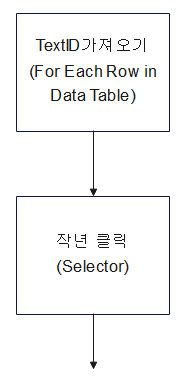 TextID가져오기
(For Each Row in
Data Table)
작년 클릭
(Selector)